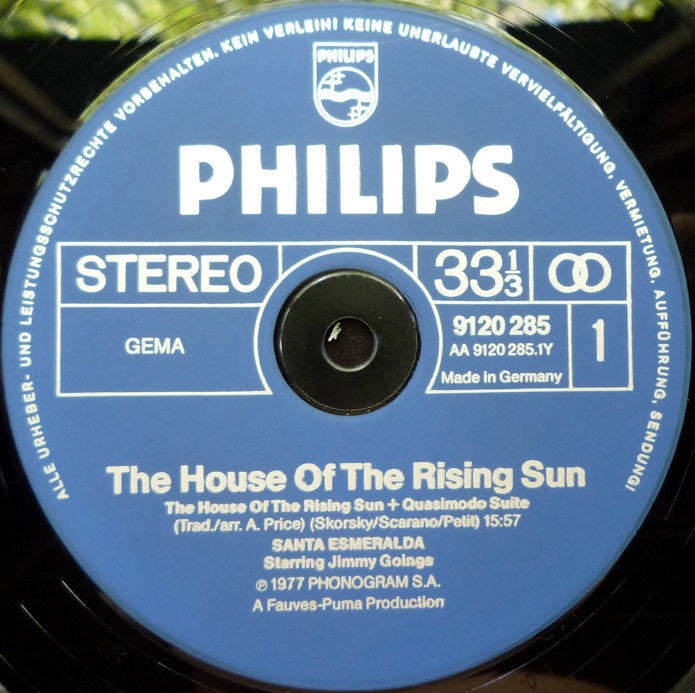 ALLE URHEBER- UND LEISTUNGSSCHUTZRECHTE VORBEHALTEN. KEIN VERLEIH! KEINE UNERLAUBTE VERVIELFÄLTIGUNG, VERMIETUNG, AUFFÜHRUNG, SENDUNG!
PHILIPS
PHILIPS
STEREO
33 1/3
GEMA
9120 285
AA 9120 285.1Y
Made in Germany
1
The House Of The Rising Sun
The House Of The Rising Sun + Quasimodo Suite
(Trad./arr. A. Price) (Skorsky/Scarano/Petit) 15:57
SANTA ESMERALDA
Starring Jimmy Goings
℗ 1977 PHONOGRAM S.A.
A Fauves-Puma Production